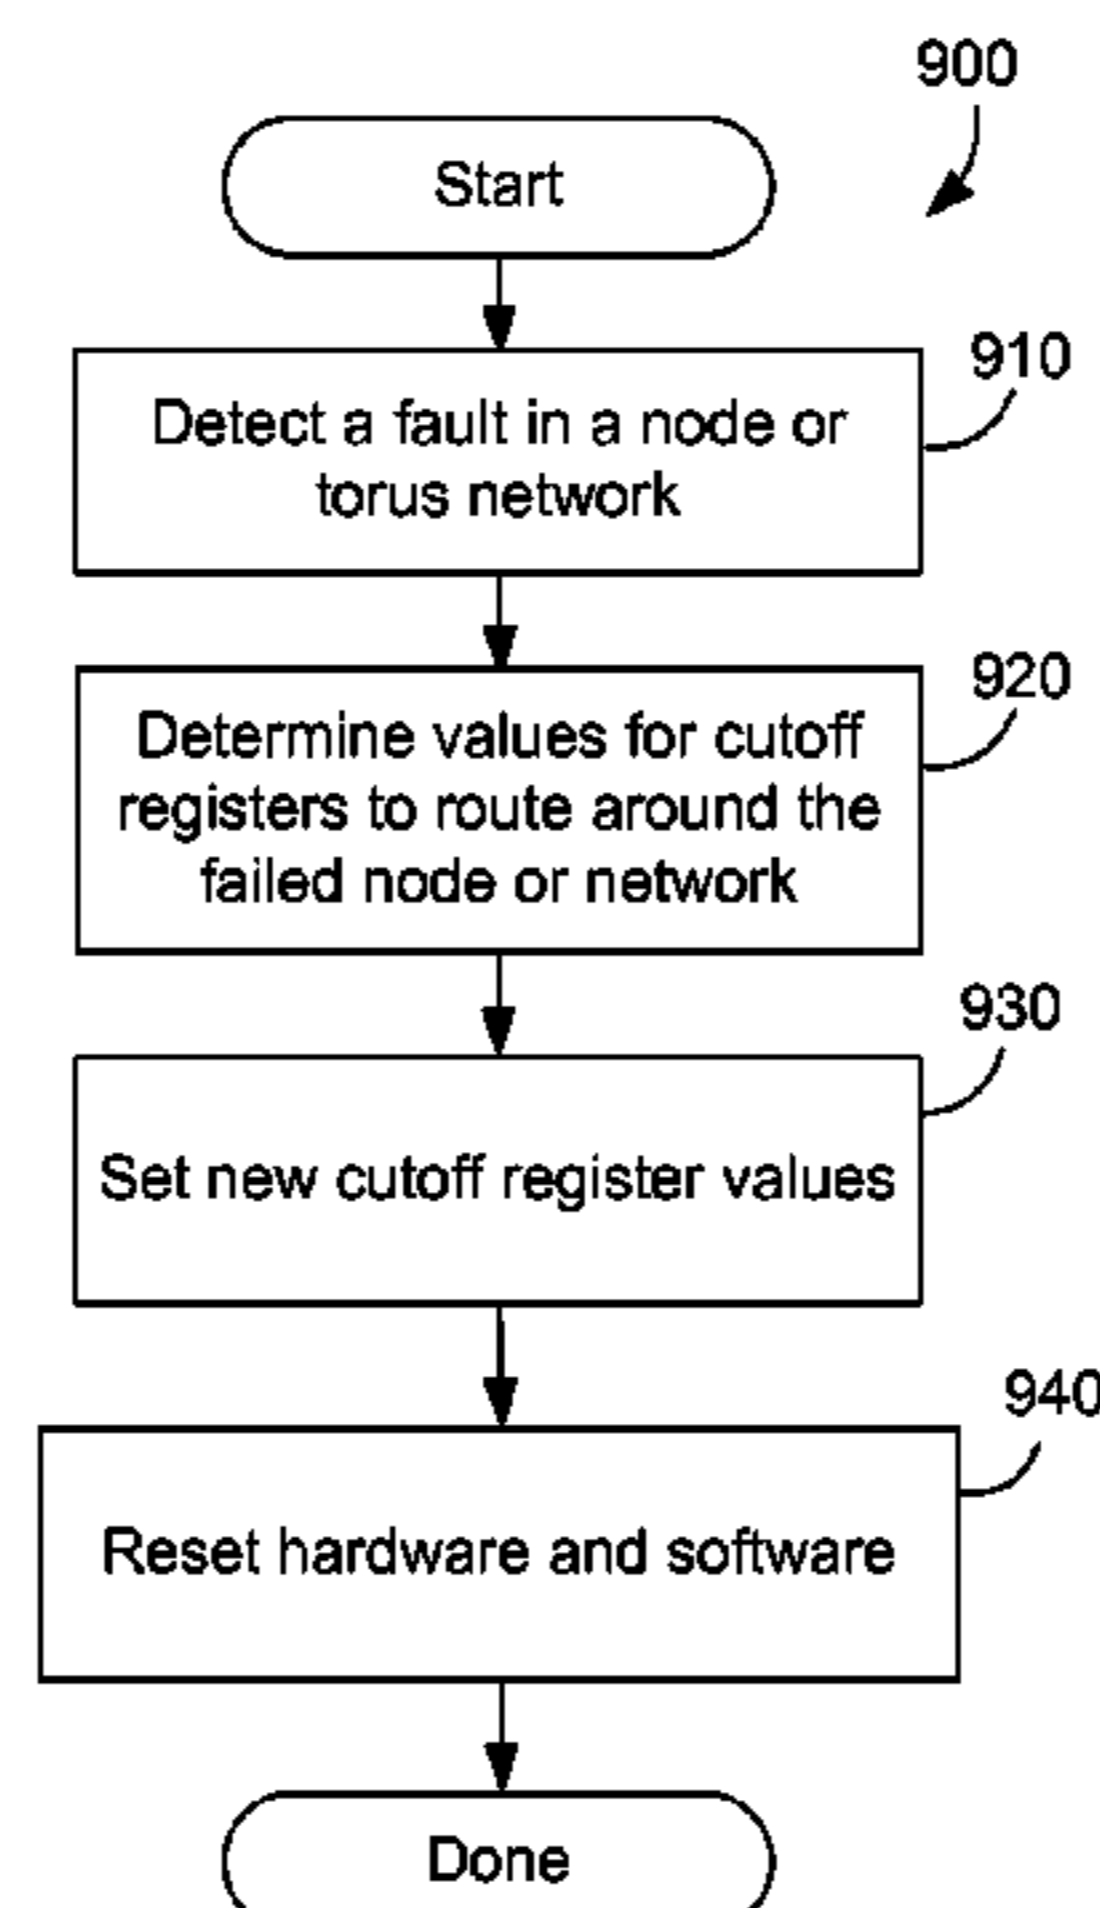 900
Start
910
Detect a fault in a node or
torus network
920
Determine values for cutoff
registers to route around the
failed node or network
930
Set new cutoff register values
940
Reset hardware and software
Done